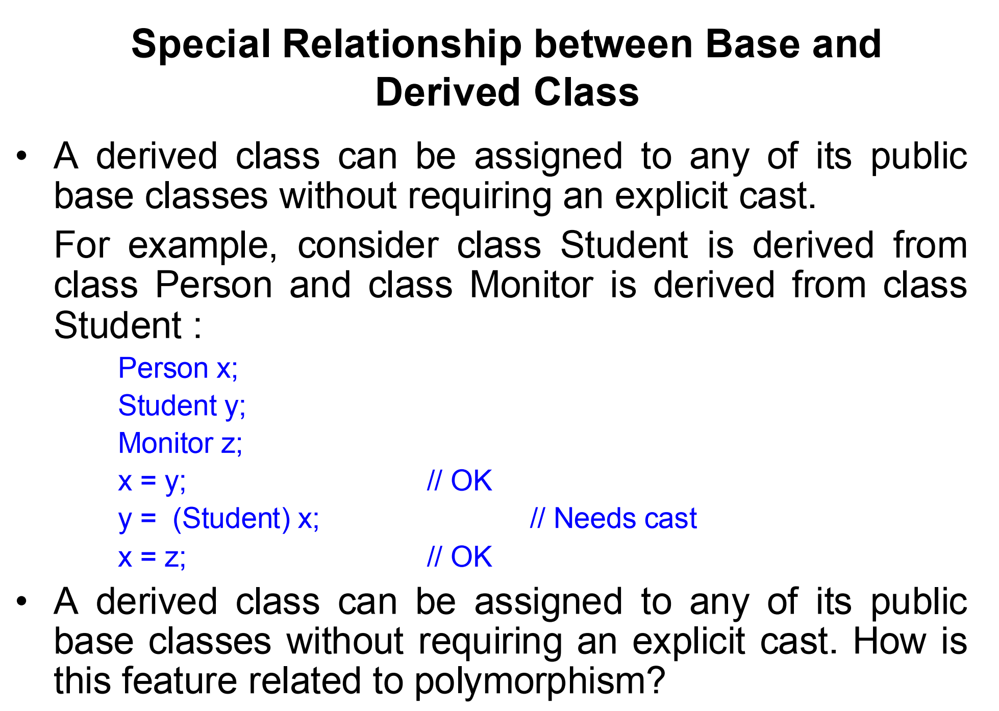 Special Relationship between Base and
Derived Class
• A derived class can be assigned to any of its public
base classes without requiring an explicit cast.
For example, consider class Student is derived from
class Person and class Monitor is derived from class
Student :
Person x;
Student y;
Monitor z;
x = y; // OK
y = (Student) x; // Needs cast
x = z; // OK
• A derived class can be assigned to any of its public
base classes without requiring an explicit cast. How is
this feature related to polymorphism?